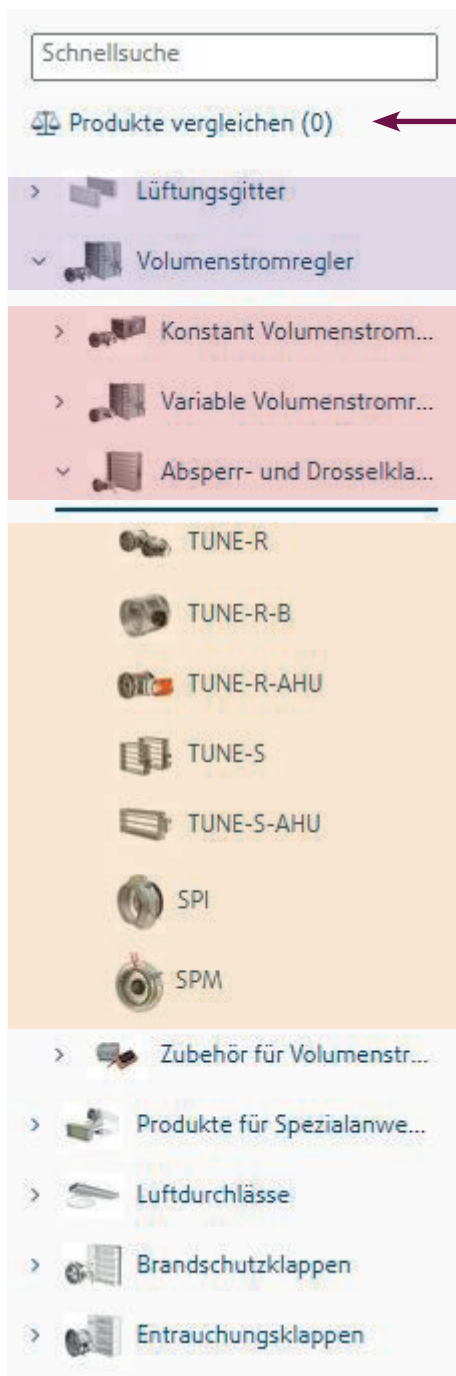 Schnellsuche
Produkte vergleichen (0)
Lüftungsgitter
Volumenstromregler
Konstant Volumenstrom...
Variable Volumenstromr...
Absperr- und Drosselkla...
TUNE-R
TUNE-R-B
TUNE-R-AHU
TUNE-S
TUNE-S-AHU
SPI
SPM
Zubehör für Volumenstr...
Produkte für Spezialanwe...
Luftdurchlässe
Brandschutzklappen
Entrauchungsklappen